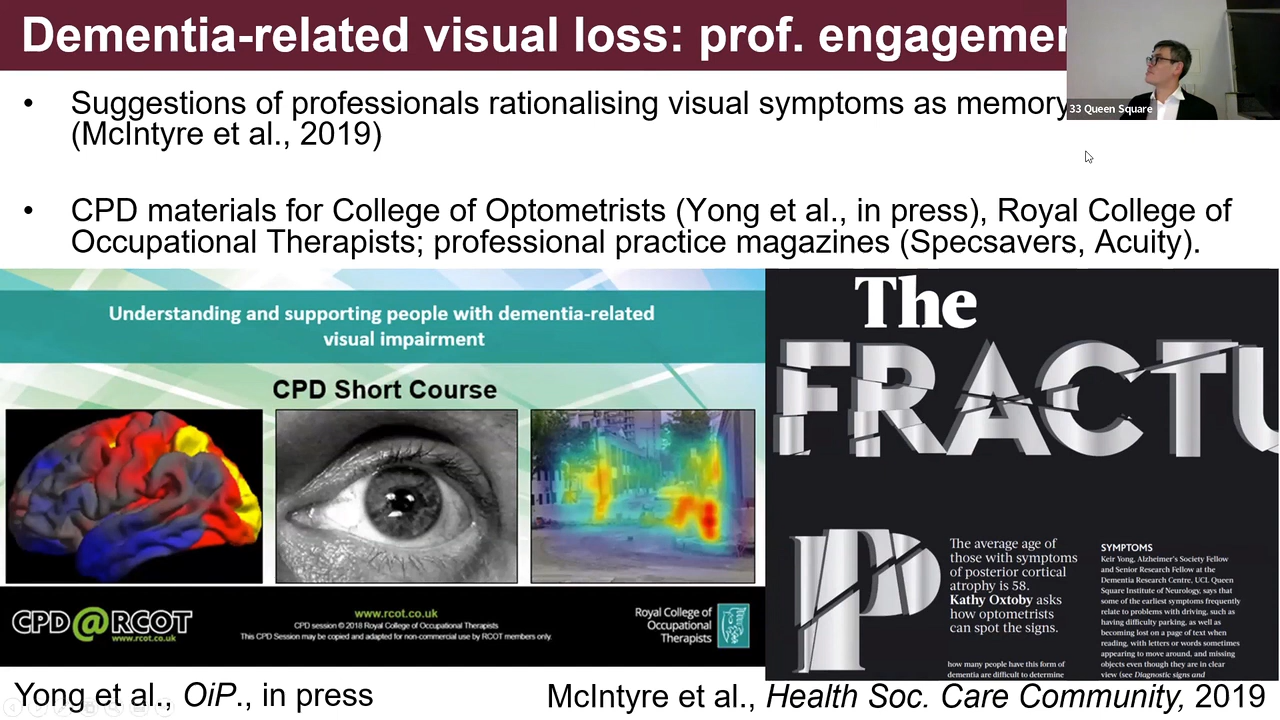 Dementia-related visual loss: prof. engagemen
33 Queen Square
• Suggestions of professionals rationalising visual symptoms as memory
(McIntyre et al., 2019)
• CPD materials for College of Optometrists (Yong et al., in press), Royal College of
Occupational Therapists; professional practice magazines (Specsavers, Acuity).
Understanding and supporting people with dementia-related
visual impairment
CPD Short Course
CPD@RCOT
www.rcot.co.uk
www.rcot.co.uk
CPD session © 2018 Royal College of Occupational Therapists
This CPD Session may be copied and adapted for non-commercial use by RCOT members only.
Royal College of
Occupational
Therapists
The
FRACTU
P
The average age of
those with symptoms
of posterior cortical
atrophy is 58.
Kathy Oxtoby asks
how optometrists
can spot the signs.
how many people have this form of
dementia are difficult to determine
SYMPTOMS
Keir Yong, Alzheimer's Society Fellow
and Senior Research Fellow at the
Dementia Research Centre, UCL Queen
Square Institute of Neurology, says that
some of the earliest symptoms frequently
relate to problems with driving, such as
having difficulty parking, as well as
becoming lost on a page of text when
reading, with letters or words sometimes
appearing to move around, and missing
objects even though they are in clear
view (see Diagnostic signs and
Yong et al., OiP., in press
McIntyre et al., Health Soc. Care Community, 2019